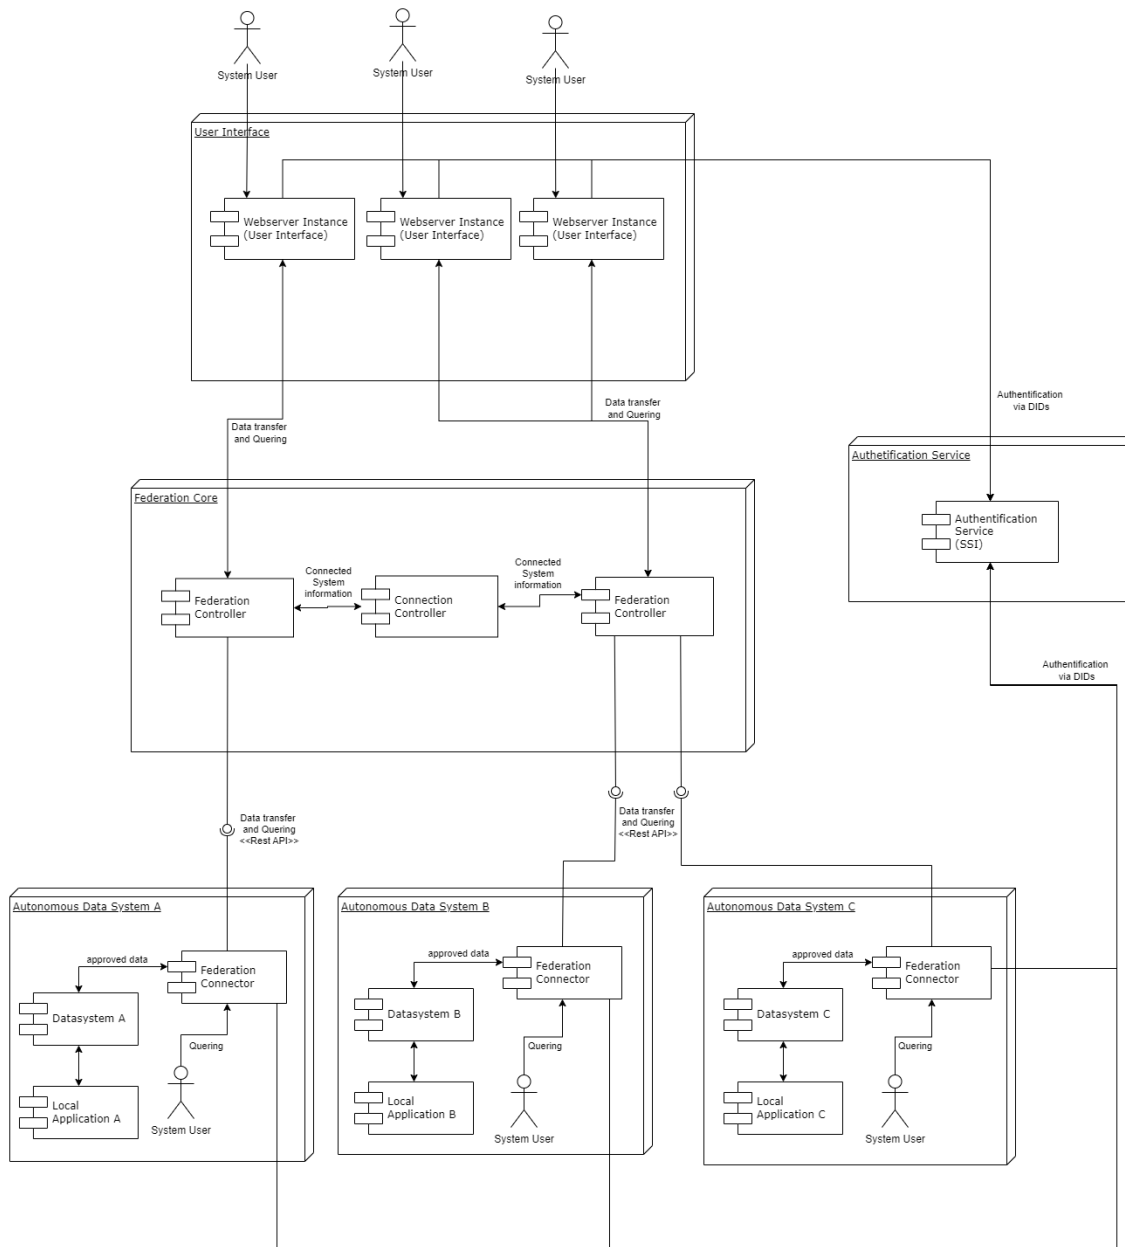 System User
System User
System User
User Interface
Webserver Instance
(User Interface)
Webserver Instance
(User Interface)
Webserver Instance
(User Interface)
Authentification
via DIDs
Data transfer
and Quering
Data transfer
and Quering
Authetification Service
Authentification
Service
(SSI)
Federation Core
Connected
System
information
Connected
System
information
Federation
Controller
Connection
Controller
Federation
Controller
Authentification
via DIDs
Data transfer
and Quering
<<Rest API>>
Data transfer
and Quering
<<Rest API>>
Autonomous Data System A
approved data
Federation
Connector
Datasystem A
Quering
Local
Application A
System User
Autonomous Data System B
approved data
Federation
Connector
Datasystem B
Quering
Local
Application B
System User
Autonomous Data System C
approved data
Federation
Connector
Datasystem C
Quering
Local
Application C
System User